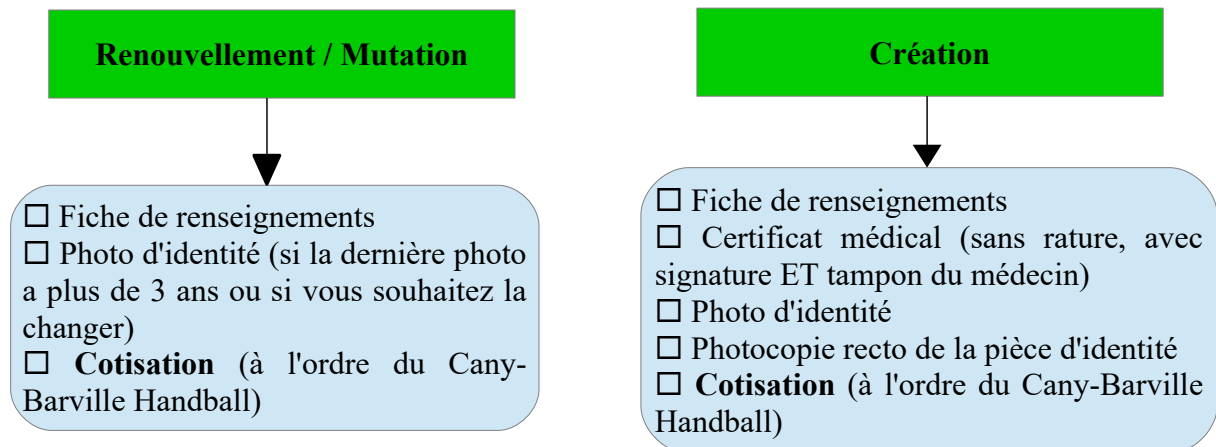 Renouvellement / Mutation
☐ Fiche de renseignements
☐ Photo d'identité (si la dernière photo
a plus de 3 ans ou si vous souhaitez la
changer)
☐ Cotisation (à l'ordre du Cany-
Barville Handball)
Création
☐ Fiche de renseignements
☐ Certificat médical (sans rature, avec
signature ET tampon du médecin)
☐ Photo d'identité
☐ Photocopie recto de la pièce d'identité
☐ Cotisation (à l'ordre du Cany-Barville
Handball)